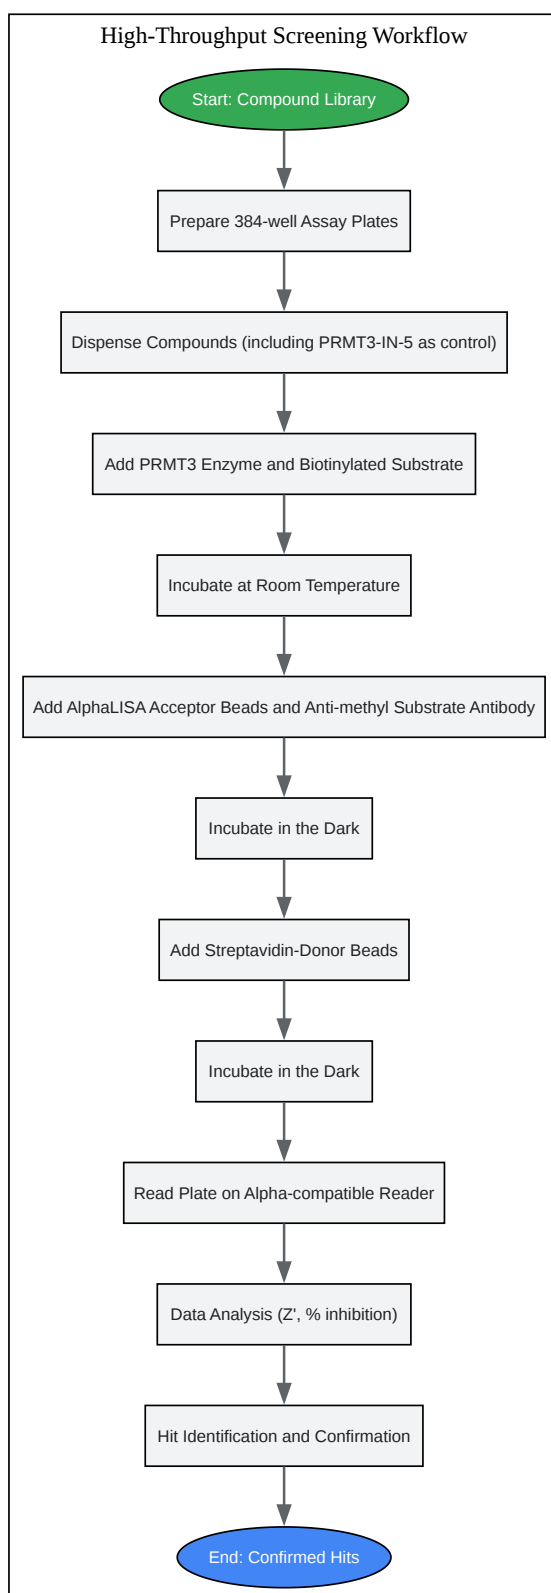 High-Throughput Screening Workflow
Start: Compound Library
Prepare 384-well Assay Plates
Dispense Compounds (including PRMT3-IN-5 as control)
Add PRMT3 Enzyme and Biotinylated Substrate
Incubate at Room Temperature
Add AlphaLISA Acceptor Beads and Anti-methyl Substrate Antibody
Incubate in the Dark
Add Streptavidin-Donor Beads
Incubate in the Dark
Read Plate on Alpha-compatible Reader
Data Analysis (Z', % inhibition)
Hit Identification and Confirmation
End: Confirmed Hits